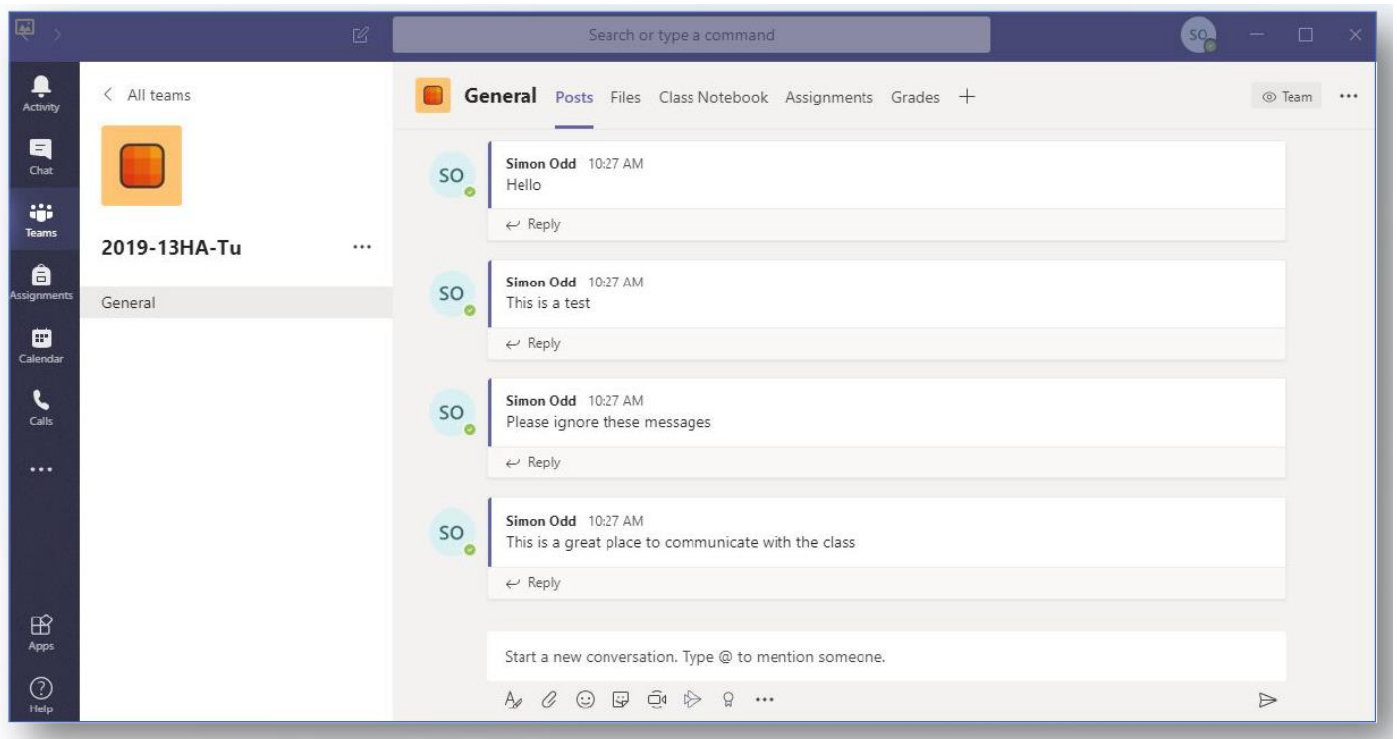 Search or type a command
SO
Activity
Chat
Teams
Assignments
Calendar
Calls
Apps
Help
All teams
2019-13HA-Tu
General
General Posts Files Class Notebook Assignments Grades
Team
SO
Simon Odd 10:27 AM
Hello
Reply
SO
Simon Odd 10:27 AM
This is a test
Reply
SO
Simon Odd 10:27 AM
Please ignore these messages
Reply
SO
Simon Odd 10:27 AM
This is a great place to communicate with the class
Reply
Start a new conversation. Type @ to mention someone.